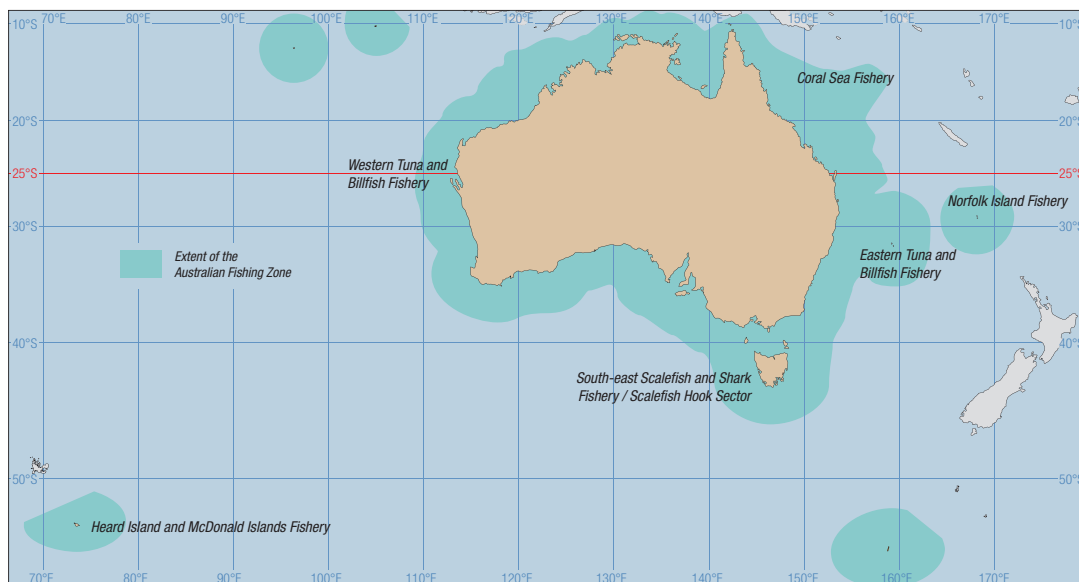 10°S
80°E
90°E
100°E
110°E
120°E
130°E
140°E
150°E
160°E
170°E
10°S
Coral Sea Fishery
20°S
20°S
Western Tuna and
Billfish Fishery
25°S
25°S
Norfolk Island Fishery
30°S
30°S
Extent of the
Australian Fishing Zone
Eastern Tuna and
Billfish Fishery
40°S
40°S
South-east Scalefish and Shark
Fishery / Scalefish Hook Sector
50°S
50°S
Heard Island and McDonald Islands Fishery
70°E
80°E
90°E
100°E
110°E
120°E
130°E
140°E
150°E
160°E
170°E